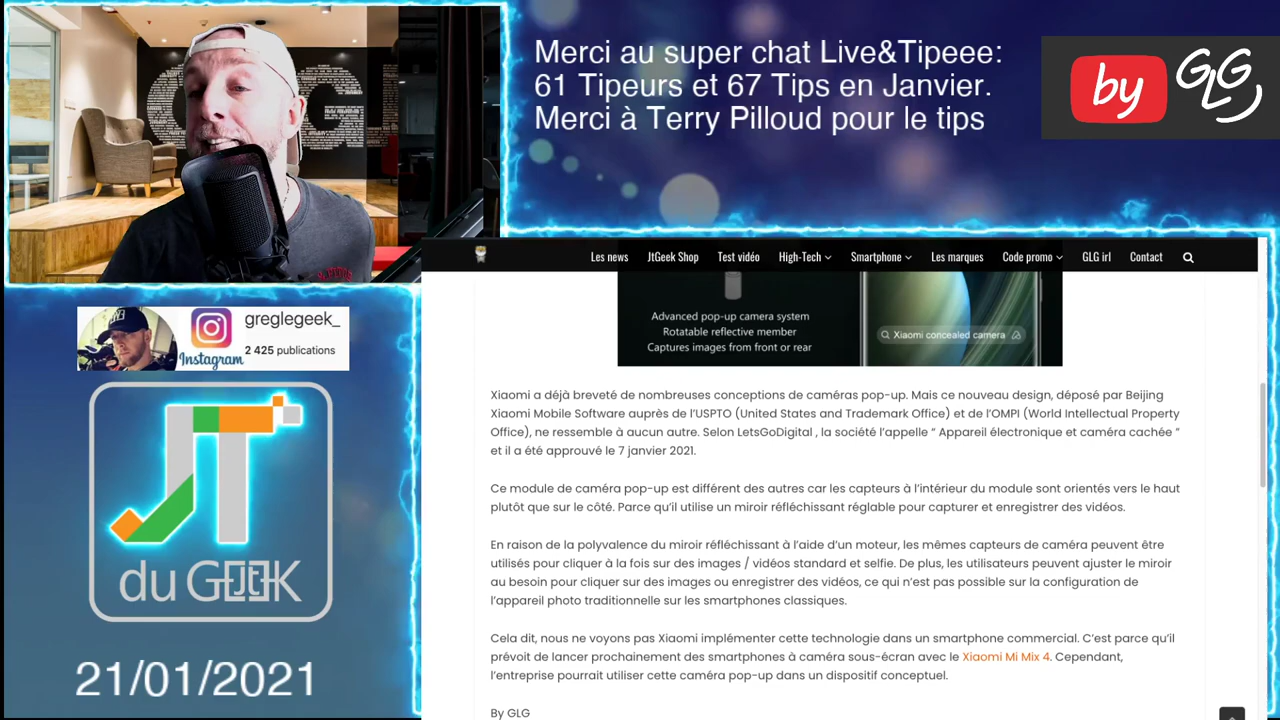 Merci au super chat Live&Tipeee:
61 Tipeurs et 67 Tips en Janvier.
Merci à Terry Pillouc pour le tips
by GLG
greglegeek_
Instagram
2 425 publications
JT
du GEEK
21/01/2021
Les news JtGeek Shop Test vidéo High-Tech Smartphone Les marques Code promo GLG irl Contact
Advanced pop-up camera system
Rotatable reflective member
Captures images from front or rear
Xiaomi concealed camera
Xiaomi a déjà breveté de nombreuses conceptions de caméras pop-up. Mais ce nouveau design, déposé par Beijing
Xiaomi Mobile Software auprès de l’USPTO (United States and Trademark Office) et de l’OMPI (World Intellectual Property
Office), ne ressemble à aucun autre. Selon LetsGoDigital , la société l’appelle “ Appareil électronique et caméra cachée ”
et il a été approuvé le 7 janvier 2021.
Ce module de caméra pop-up est différent des autres car les capteurs à l’intérieur du module sont orientés vers le haut
plutôt que sur le côté. Parce qu’il utilise un miroir réfléchissant réglable pour capturer et enregistrer des vidéos.
En raison de la polyvalence du miroir réfléchissant à l’aide d’un moteur, les mêmes capteurs de caméra peuvent être
utilisés pour cliquer à la fois sur des images / vidéos standard et selfie. De plus, les utilisateurs peuvent ajuster le miroir
au besoin pour cliquer sur des images ou enregistrer des vidéos, ce qui n’est pas possible sur la configuration de
l’appareil photo traditionnelle sur les smartphones classiques.
Cela dit, nous ne voyons pas Xiaomi implémenter cette technologie dans un smartphone commercial. C’est parce qu’il
prévoit de lancer prochainement des smartphones à caméra sous-écran avec le Xiaomi Mi Mix 4. Cependant,
l’entreprise pourrait utiliser cette caméra pop-up dans un dispositif conceptuel.
By GLG